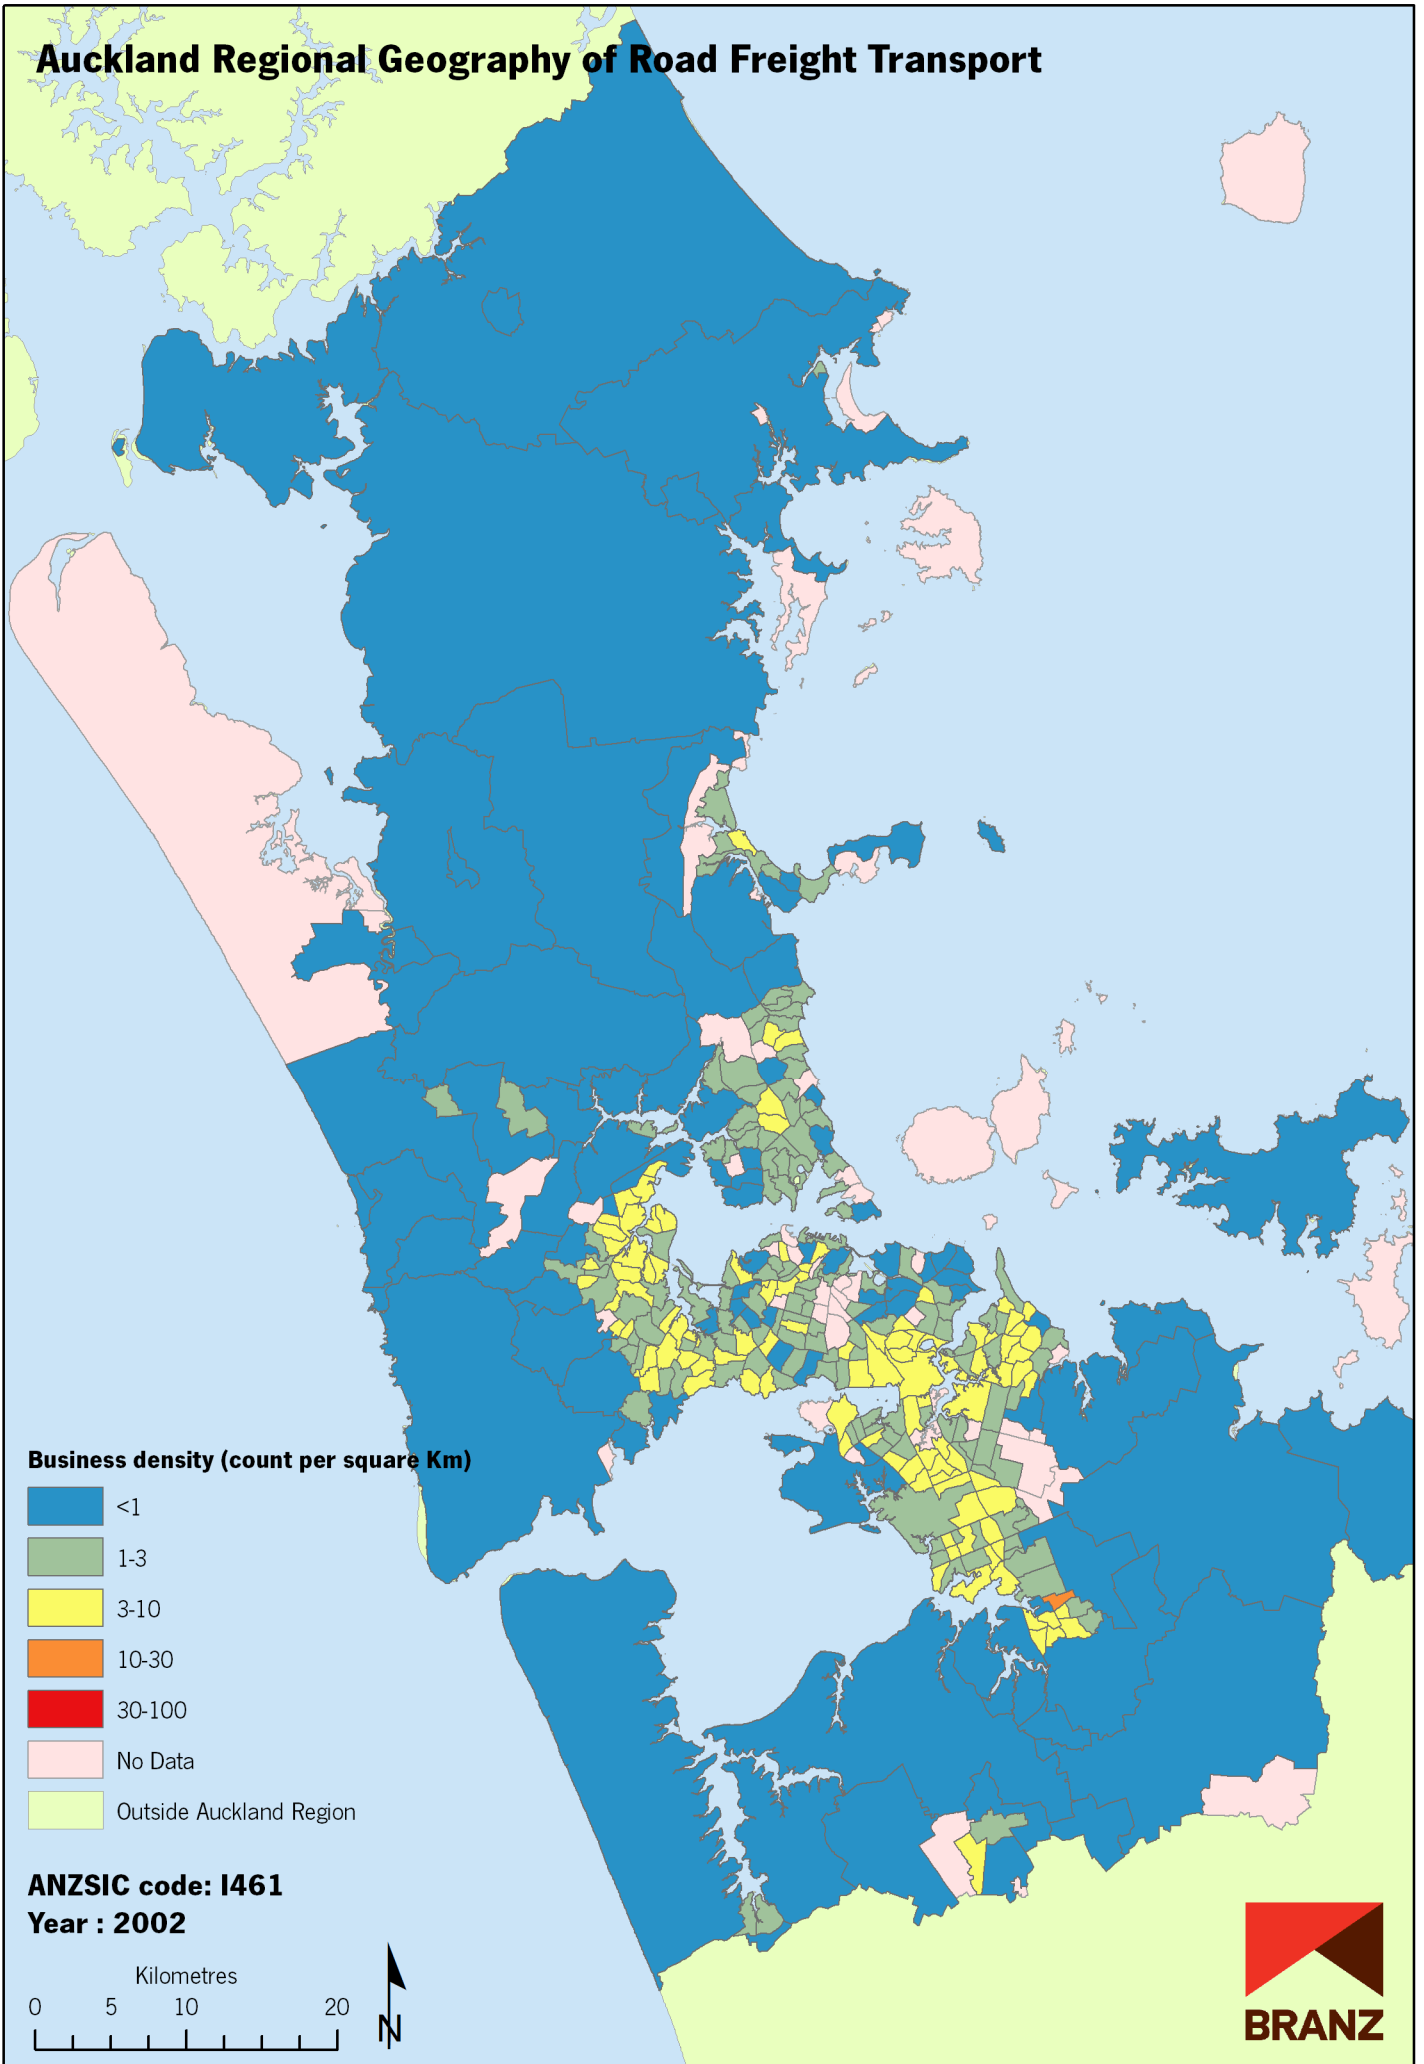 Auckland Regional Geography of Road Freight Transport
Business density (count per square Km)
<1
1-3
3-10
10-30
30-100
No Data
Outside Auckland Region
ANZSIC code: I461
Year : 2002
Kilometres
0 5 10 20
N
BRANZ